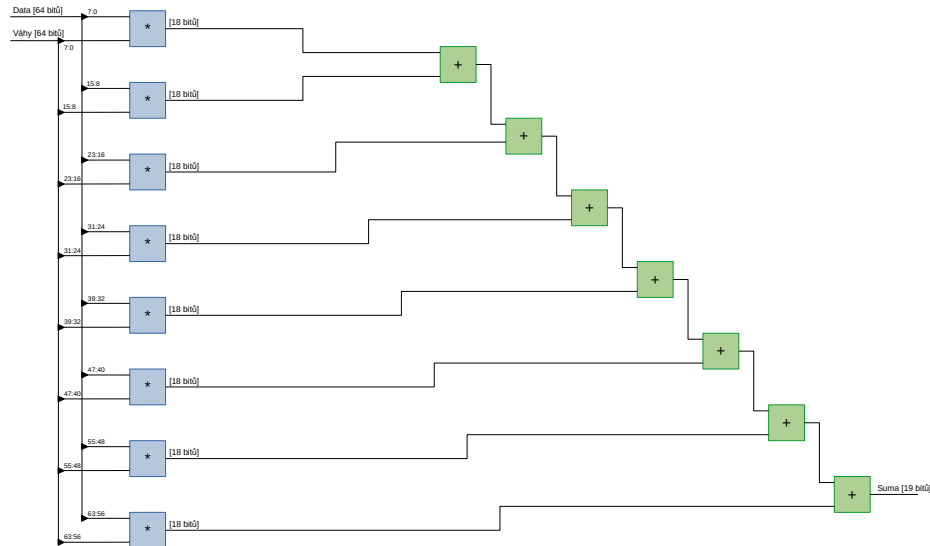 Data [64 bitů]
7:0
*
[18 bitů]
Váhy [64 bitů]
7:0
+
15:8
*
[18 bitů]
15:8
+
23:16
*
[18 bitů]
23:16
+
31:24
*
[18 bitů]
31:24
+
39:32
*
[18 bitů]
39:32
+
47:40
*
[18 bitů]
47:40
+
55:48
*
[18 bitů]
55:48
+
Suma [19 bitů]
63:56
*
[18 bitů]
63:56